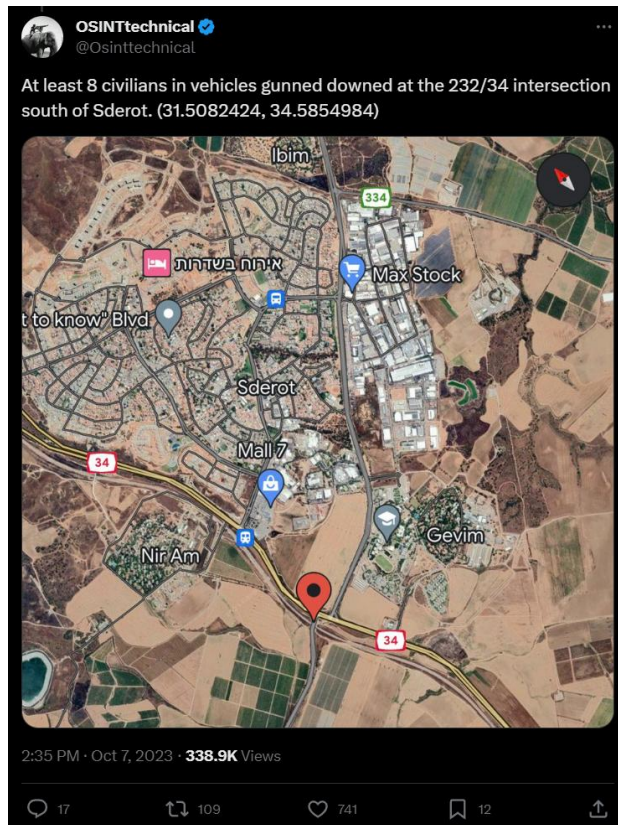 OSINTtechnical
@Osinttechnical
At least 8 civilians in vehicles gunned downed at the 232/34 intersection
south of Sderot. (31.5082424, 34.5854984)
Ibim
334
אירוח בשדרות
Max Stock
t to know" Blvd
Sderot
Mall 7
34
Nir Am
Gevim
34
2:35 PM · Oct 7, 2023 · 338.9K Views
17 109 741 12